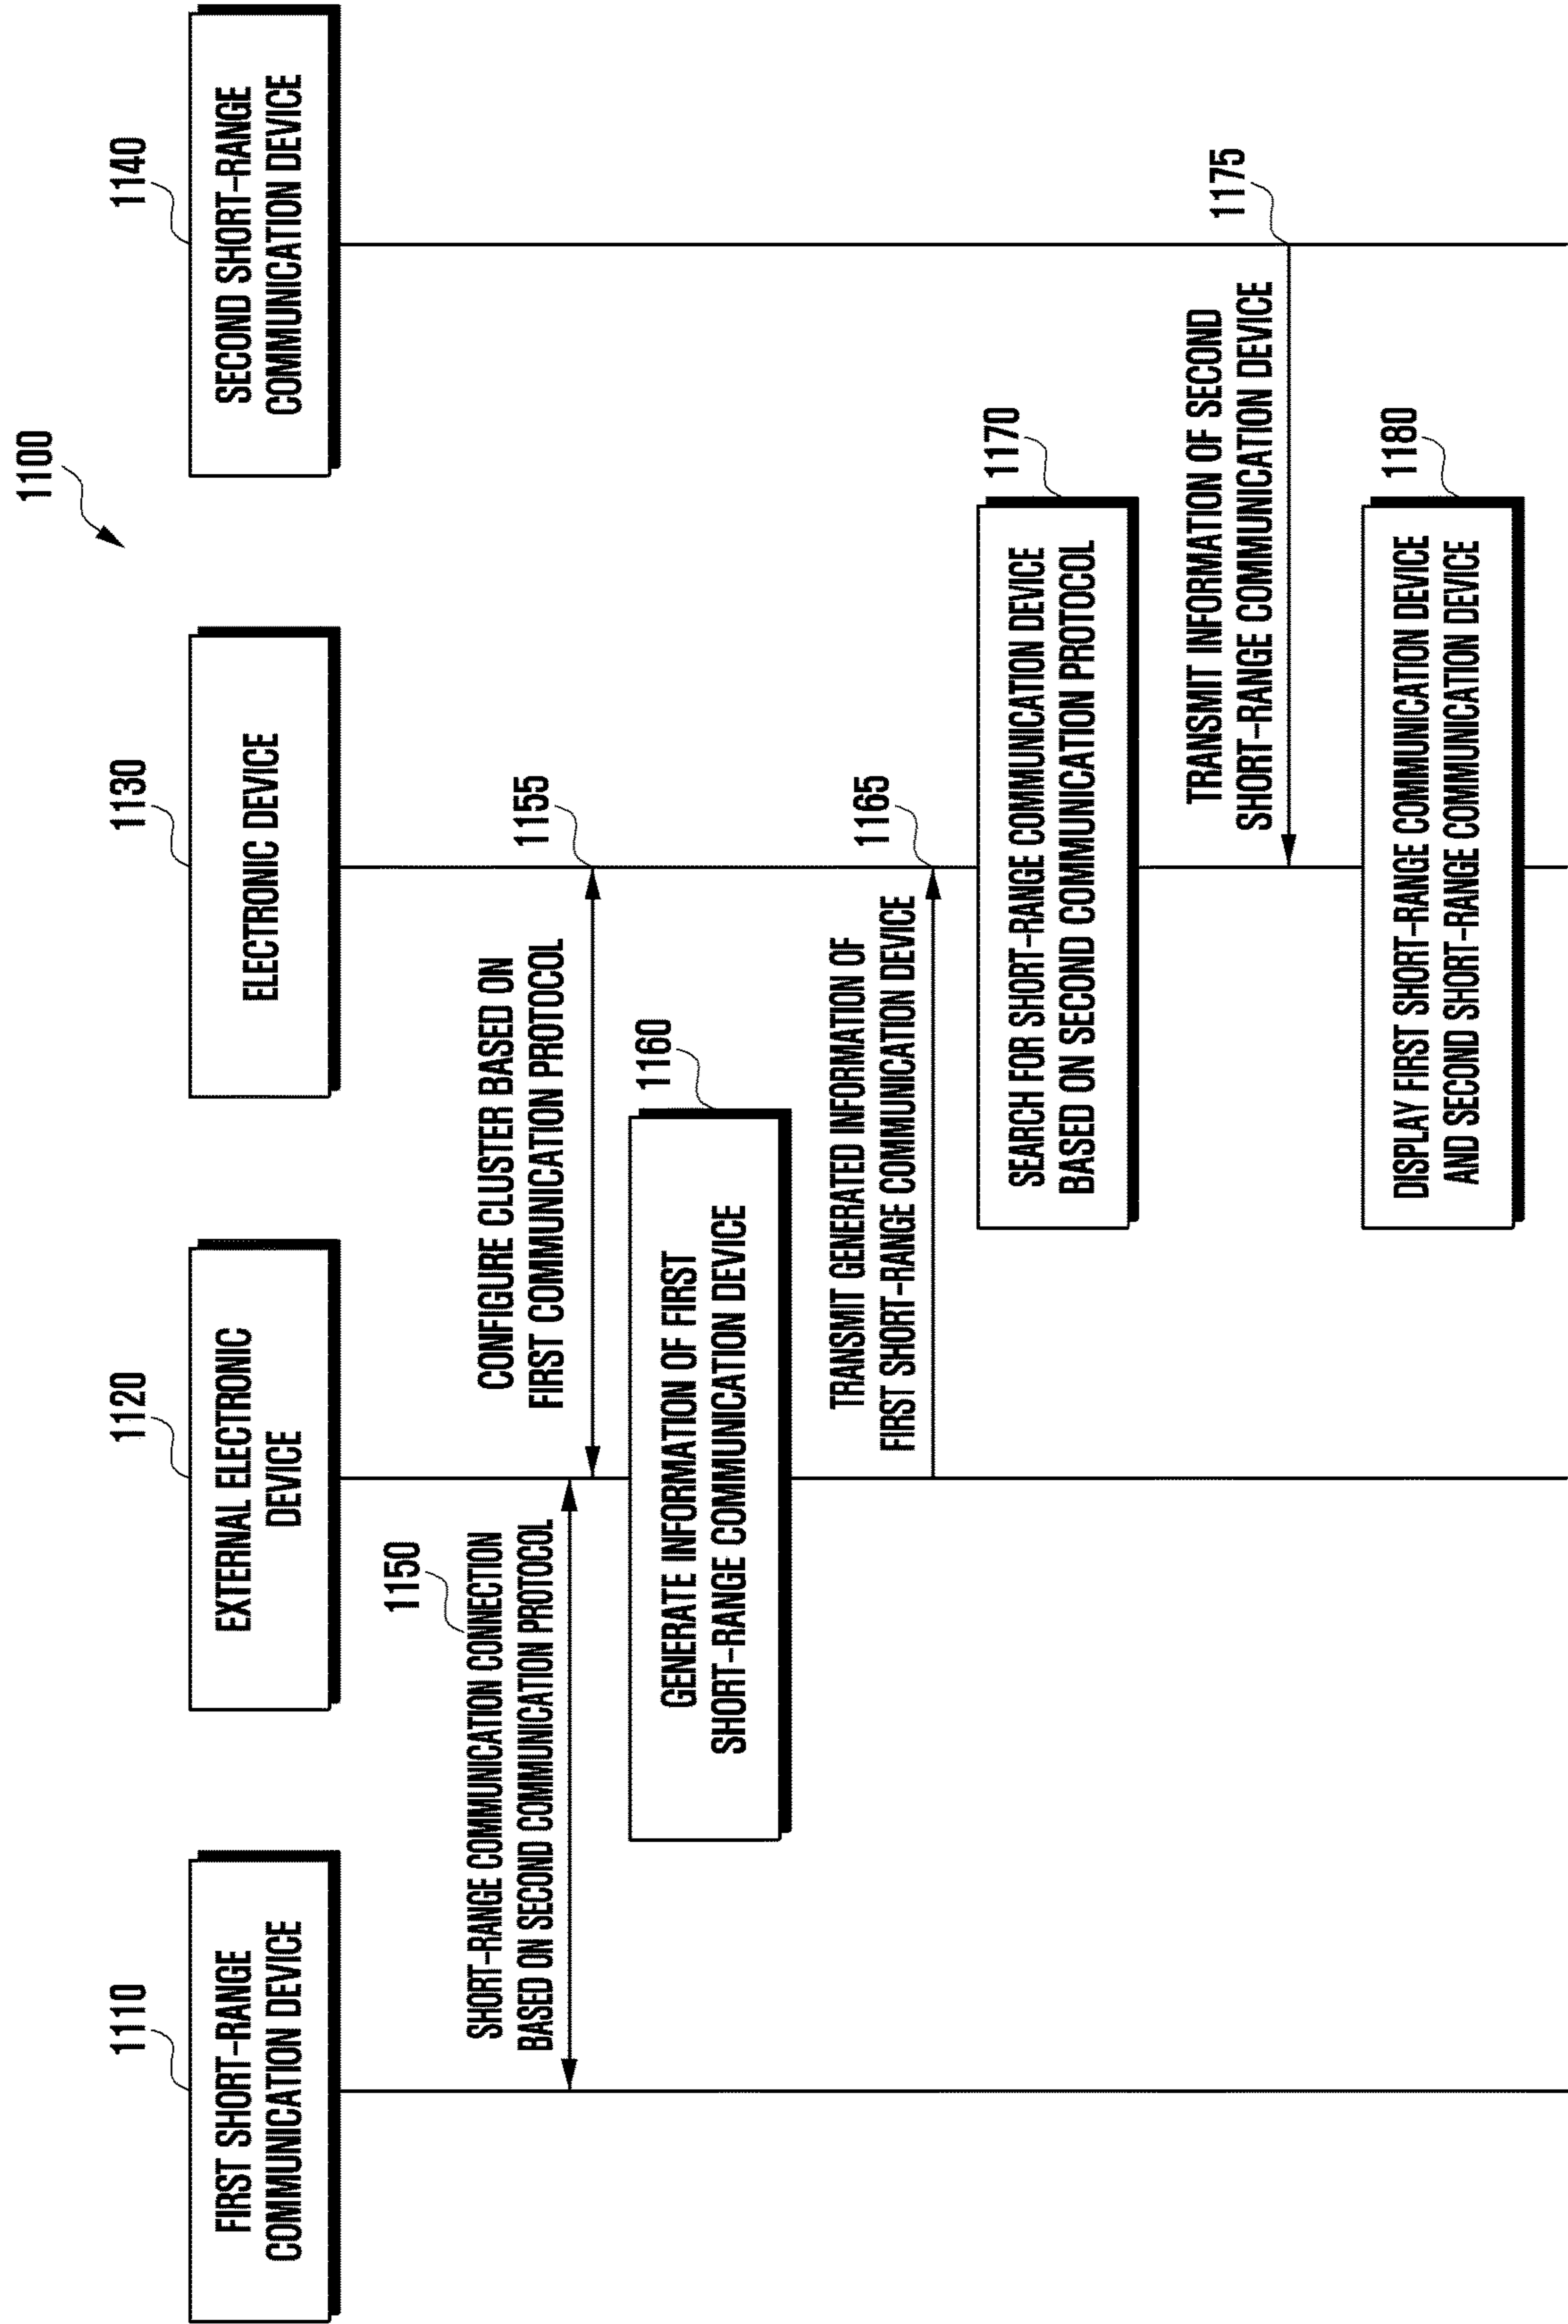 1100
1110
FIRST SHORT-RANGE
COMMUNICATION DEVICE
1120
EXTERNAL ELECTRONIC
DEVICE
1130
ELECTRONIC DEVICE
1140
SECOND SHORT-RANGE
COMMUNICATION DEVICE
1150
SHORT-RANGE COMMUNICATION CONNECTION
BASED ON SECOND COMMUNICATION PROTOCOL
CONFIGURE CLUSTER BASED ON
FIRST COMMUNICATION PROTOCOL
1155
GENERATE INFORMATION OF FIRST
SHORT-RANGE COMMUNICATION DEVICE
1160
TRANSMIT GENERATED INFORMATION OF
FIRST SHORT-RANGE COMMUNICATION DEVICE
1165
SEARCH FOR SHORT-RANGE COMMUNICATION DEVICE
BASED ON SECOND COMMUNICATION PROTOCOL
1170
TRANSMIT INFORMATION OF SECOND
SHORT-RANGE COMMUNICATION DEVICE
1175
DISPLAY FIRST SHORT-RANGE COMMUNICATION DEVICE
AND SECOND SHORT-RANGE COMMUNICATION DEVICE
1180